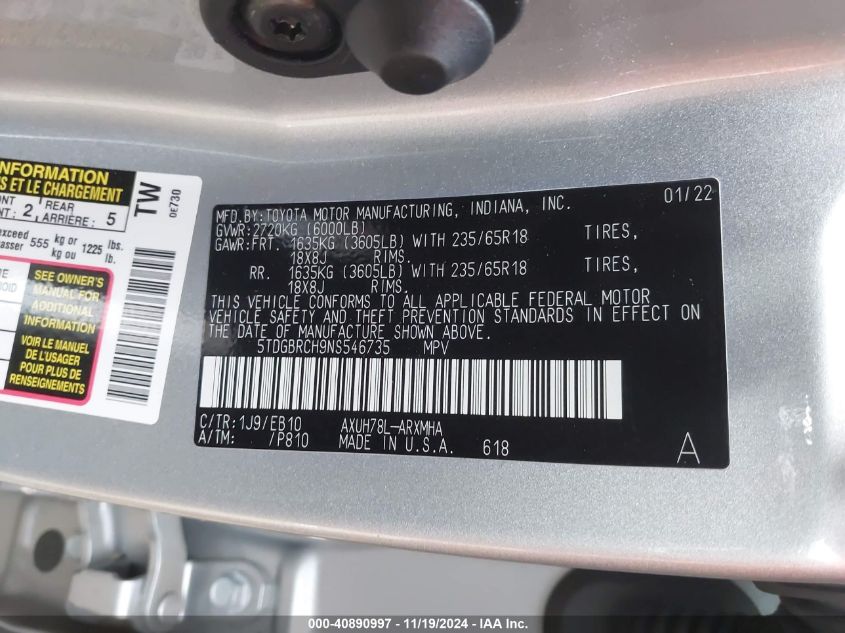 NFORMATION
S ET LE CHARGEMENT
NT : 2 REAR ARRIÈRE : 5
exceed 555 kg or 1225 lbs.
asser kg ou lb.
TW
0E730
SEE OWNER'S
MANUAL FOR
ADDITIONAL
INFORMATION
VOIR LE MANUEL
DE L'USAGER
POUR PLUS DE
RENSEIGNEMENTS
MFD.BY:TOYOTA MOTOR MANUFACTURING, INDIANA, INC. 01/22
GVWR:2720KG (6000LB)
GAWR:FRT. 1635KG (3605LB) WITH 235/65R18 TIRES,
18X8J RIMS.
RR. 1635KG (3605LB) WITH 235/65R18 TIRES,
18X8J RIMS.
THIS VEHICLE CONFORMS TO ALL APPLICABLE FEDERAL MOTOR
VEHICLE SAFETY AND THEFT PREVENTION STANDARDS IN EFFECT ON
THE DATE OF MANUFACTURE SHOWN ABOVE.
5TDGBRCH9NS546735 MPV
C/TR:1J9/EB10 AXUH78L-ARXMHA
A/TM: /P810 MADE IN U.S.A. 618 A
000-40890997 - 11/19/2024 - IAA Inc.